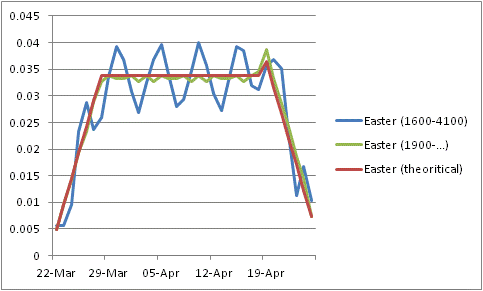 0.045
0.04
0.035
0.03
0.025
0.02
0.015
0.01
0.005
0
22-Mar 29-Mar 05-Apr 12-Apr 19-Apr
Easter (1600-4100)
Easter (1900-...)
Easter (theoritical)